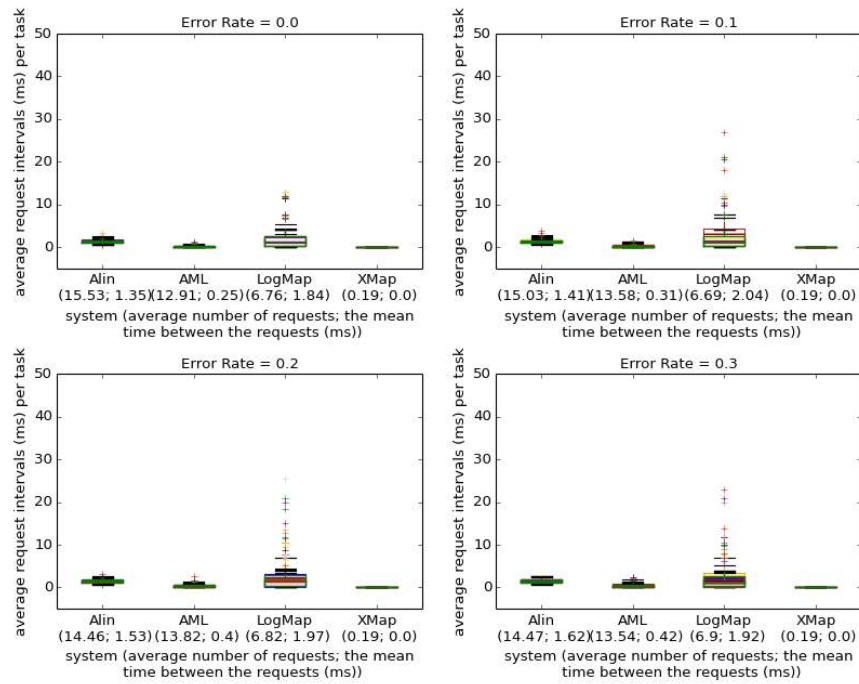 Error Rate = 0.0
average request intervals (ms) per task
50
40
30
20
10
0
Alin AML LogMap XMap
(15.53; 1.35)(12.91; 0.25) (6.76; 1.84) (0.19; 0.0)
system (average number of requests; the mean
time between the requests (ms))
Error Rate = 0.1
average request intervals (ms) per task
50
40
30
20
10
0
Alin AML LogMap XMap
(15.03; 1.41)(13.58; 0.31) (6.69; 2.04) (0.19; 0.0)
system (average number of requests; the mean
time between the requests (ms))
Error Rate = 0.2
average request intervals (ms) per task
50
40
30
20
10
0
Alin AML LogMap XMap
(14.46; 1.53)(13.82; 0.4) (6.82; 1.97) (0.19; 0.0)
system (average number of requests; the mean
time between the requests (ms))
Error Rate = 0.3
average request intervals (ms) per task
50
40
30
20
10
0
Alin AML LogMap XMap
(14.47; 1.62)(13.54; 0.42) (6.9; 1.92) (0.19; 0.0)
system (average number of requests; the mean
time between the requests (ms))